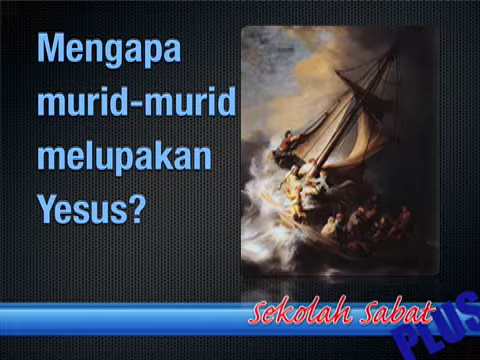 Mengapa
murid-murid
melupakan
Yesus?
Sekolah Sabat
PLUS